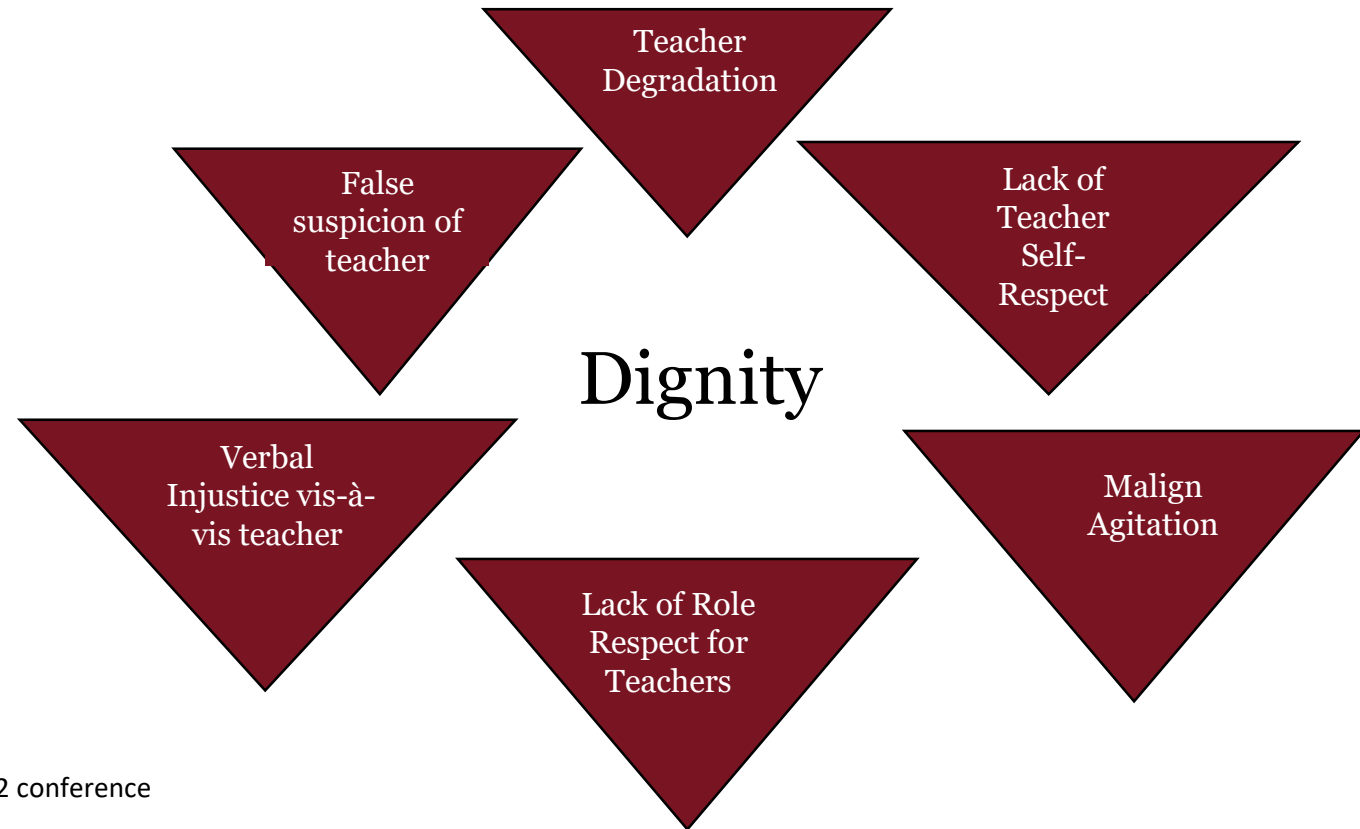 Teacher
Degradation
False
suspicion of
teacher
Lack of
Teacher
Self-
Respect
Dignity
Verbal
Injustice vis-à-
vis teacher
Malign
Agitation
Lack of Role
Respect for
Teachers
2 conference